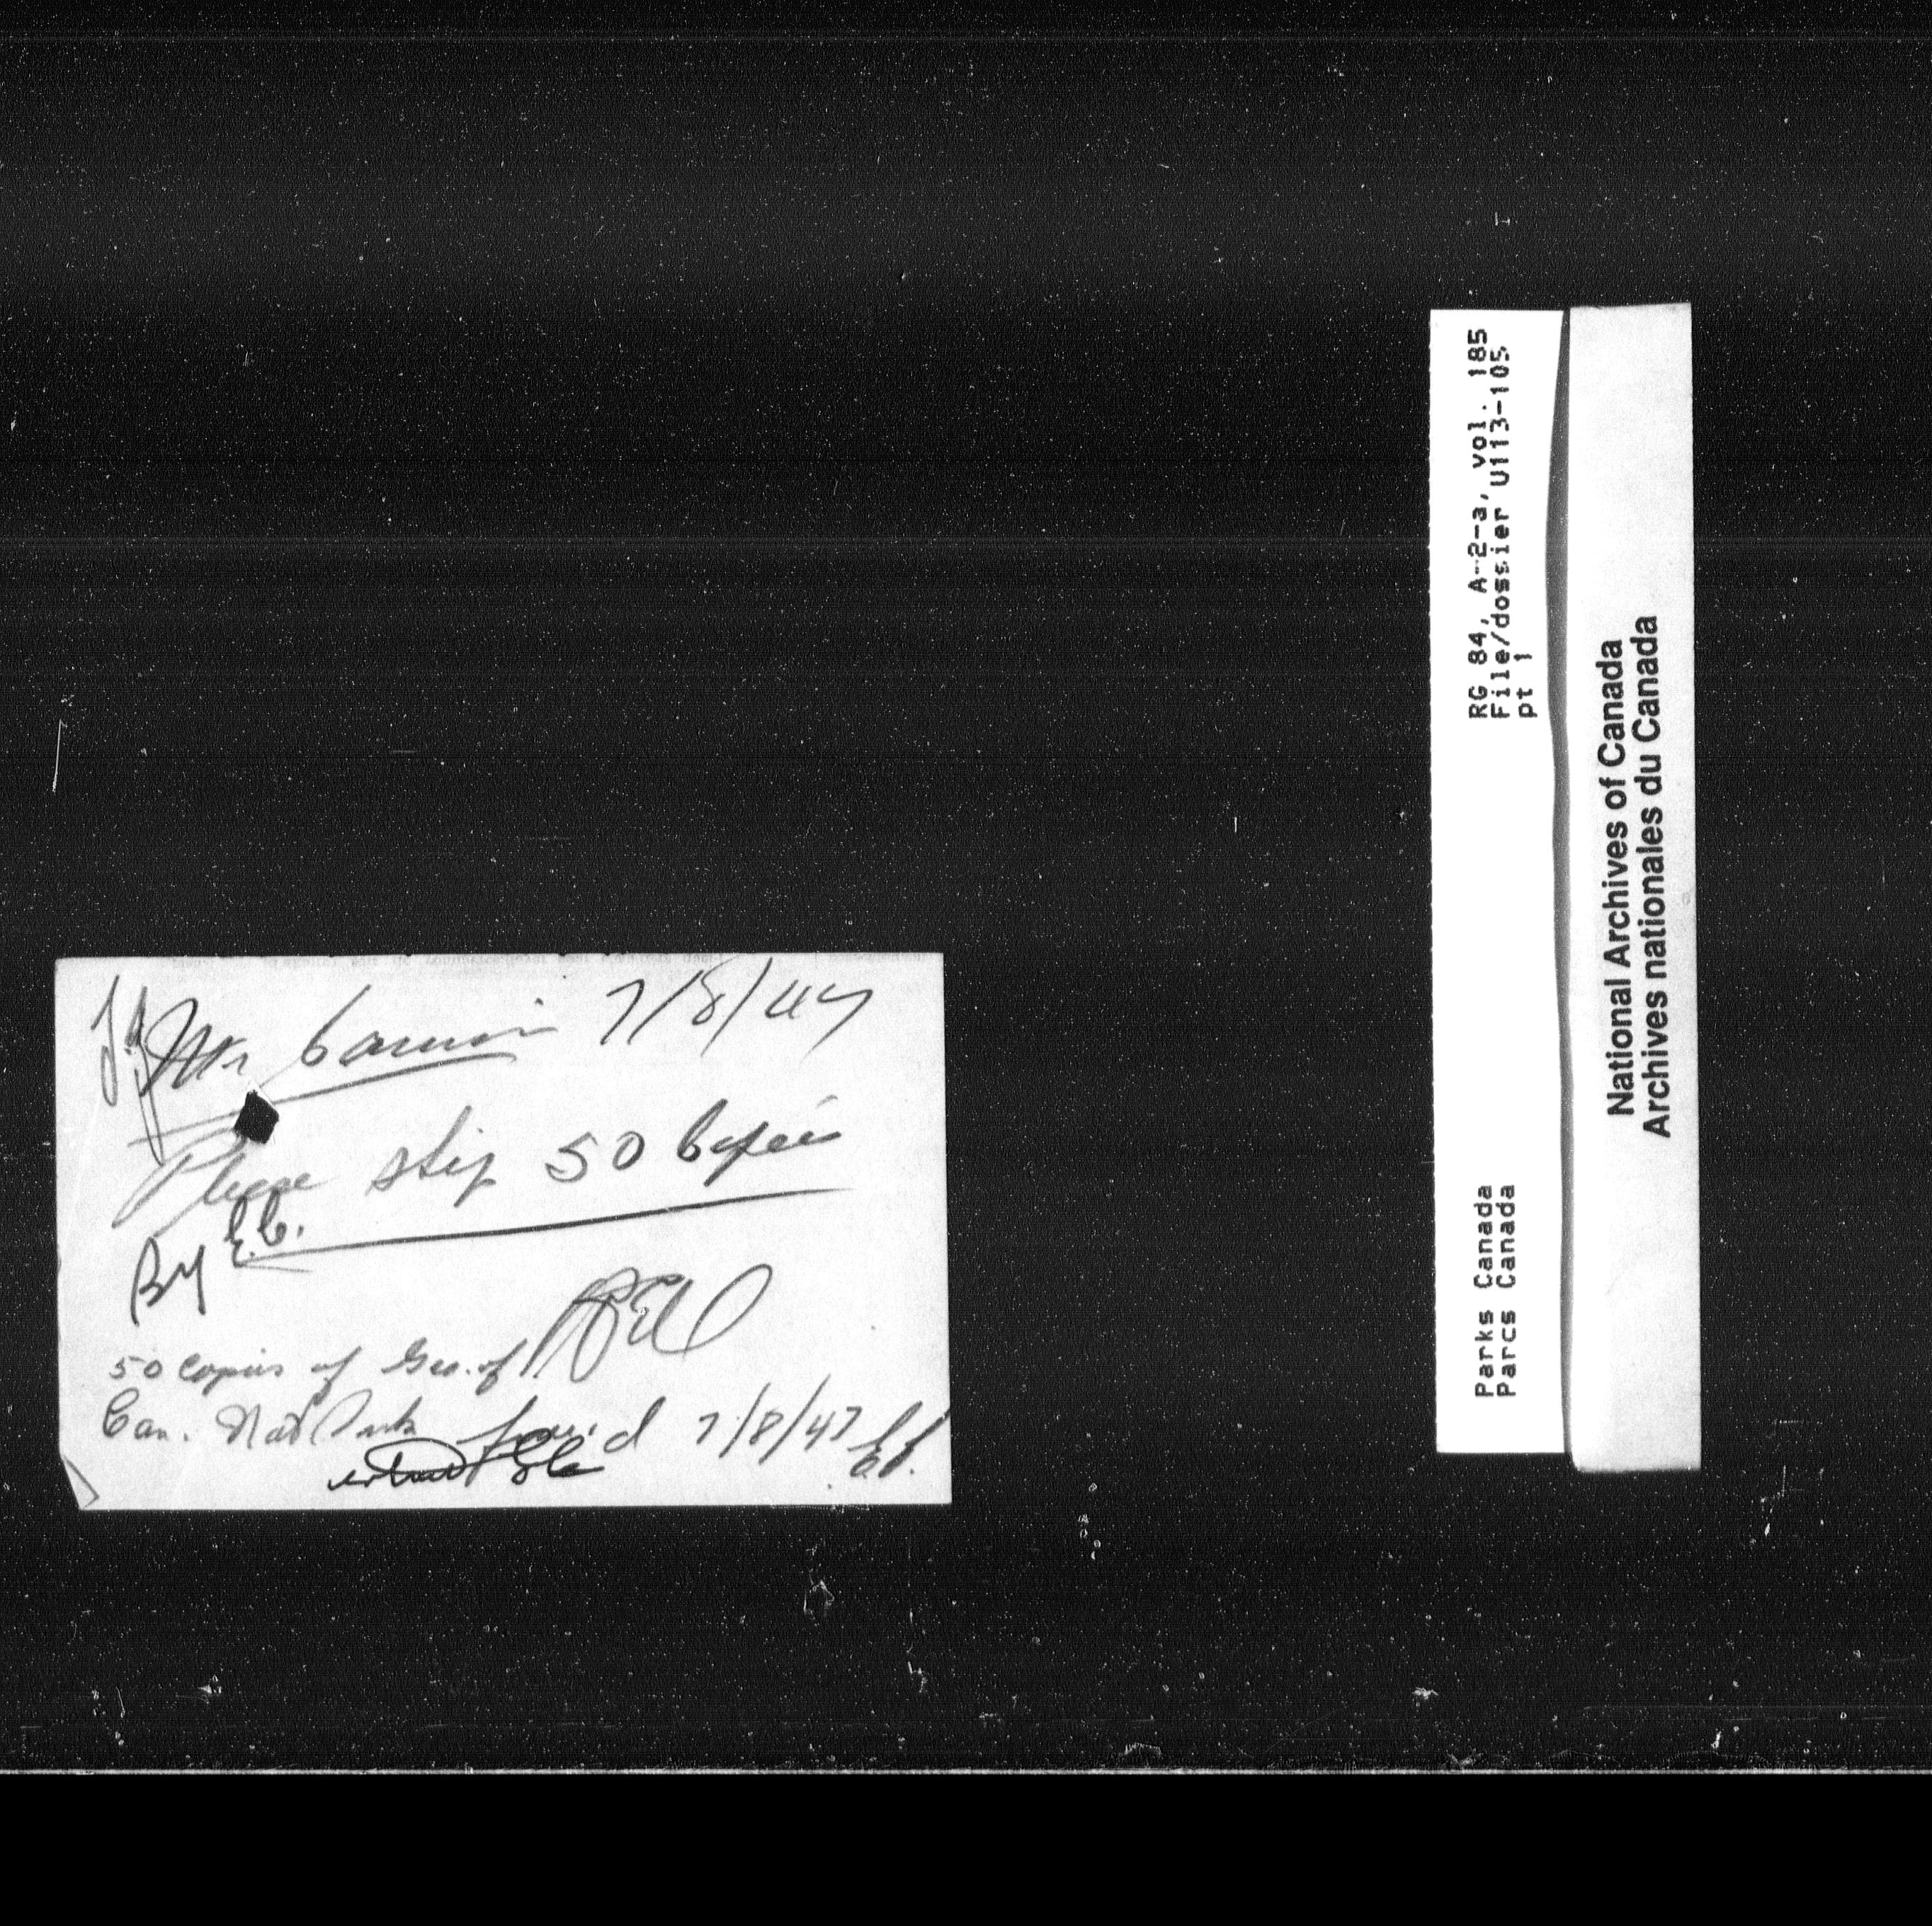 Mr 7/8/47
Please ship 50 Copies
By E.C.
50 copies of Geo. of
Can. Nat Parks 7/8/47
RG 84, A-2-a, vol. 185
File/dossier U113-105
pt 1
Parks Canada
Parcs Canada
National Archives of Canada
Archives nationales du Canada